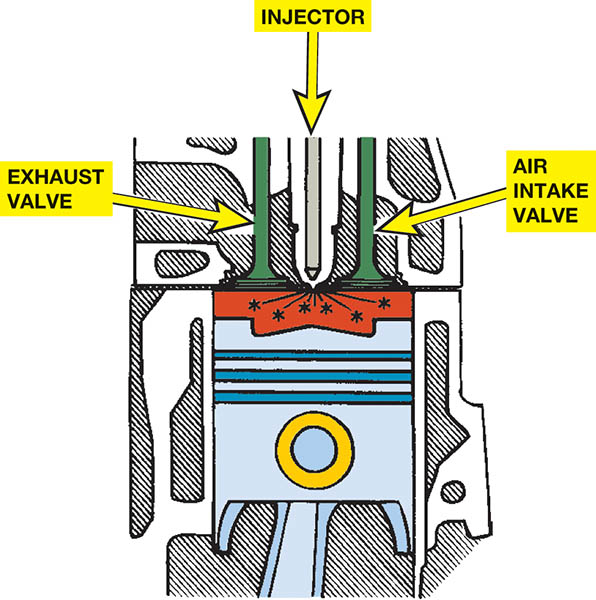 INJECTOR
EXHAUST
VALVE
AIR
INTAKE
VALVE